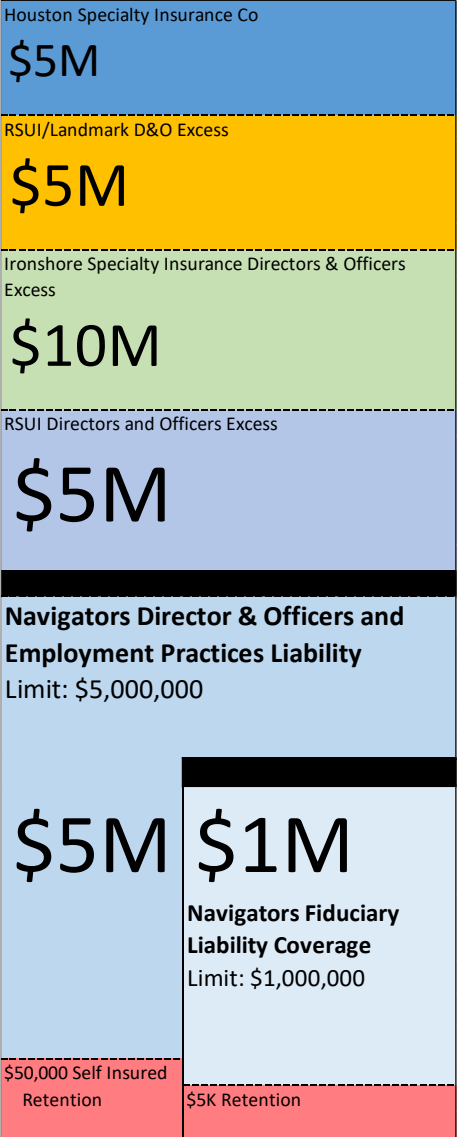 Houston Specialty Insurance Co
$5M
RSUI/Landmark D&O Excess
$5M
Ironshore Specialty Insurance Directors & Officers
Excess
$10M
RSUI Directors and Officers Excess
$5M
Navigators Director & Officers and
Employment Practices Liability
Limit: $5,000,000
$5M
$1M
Navigators Fiduciary
Liability Coverage
Limit: $1,000,000
$50,000 Self Insured
Retention
$5K Retention